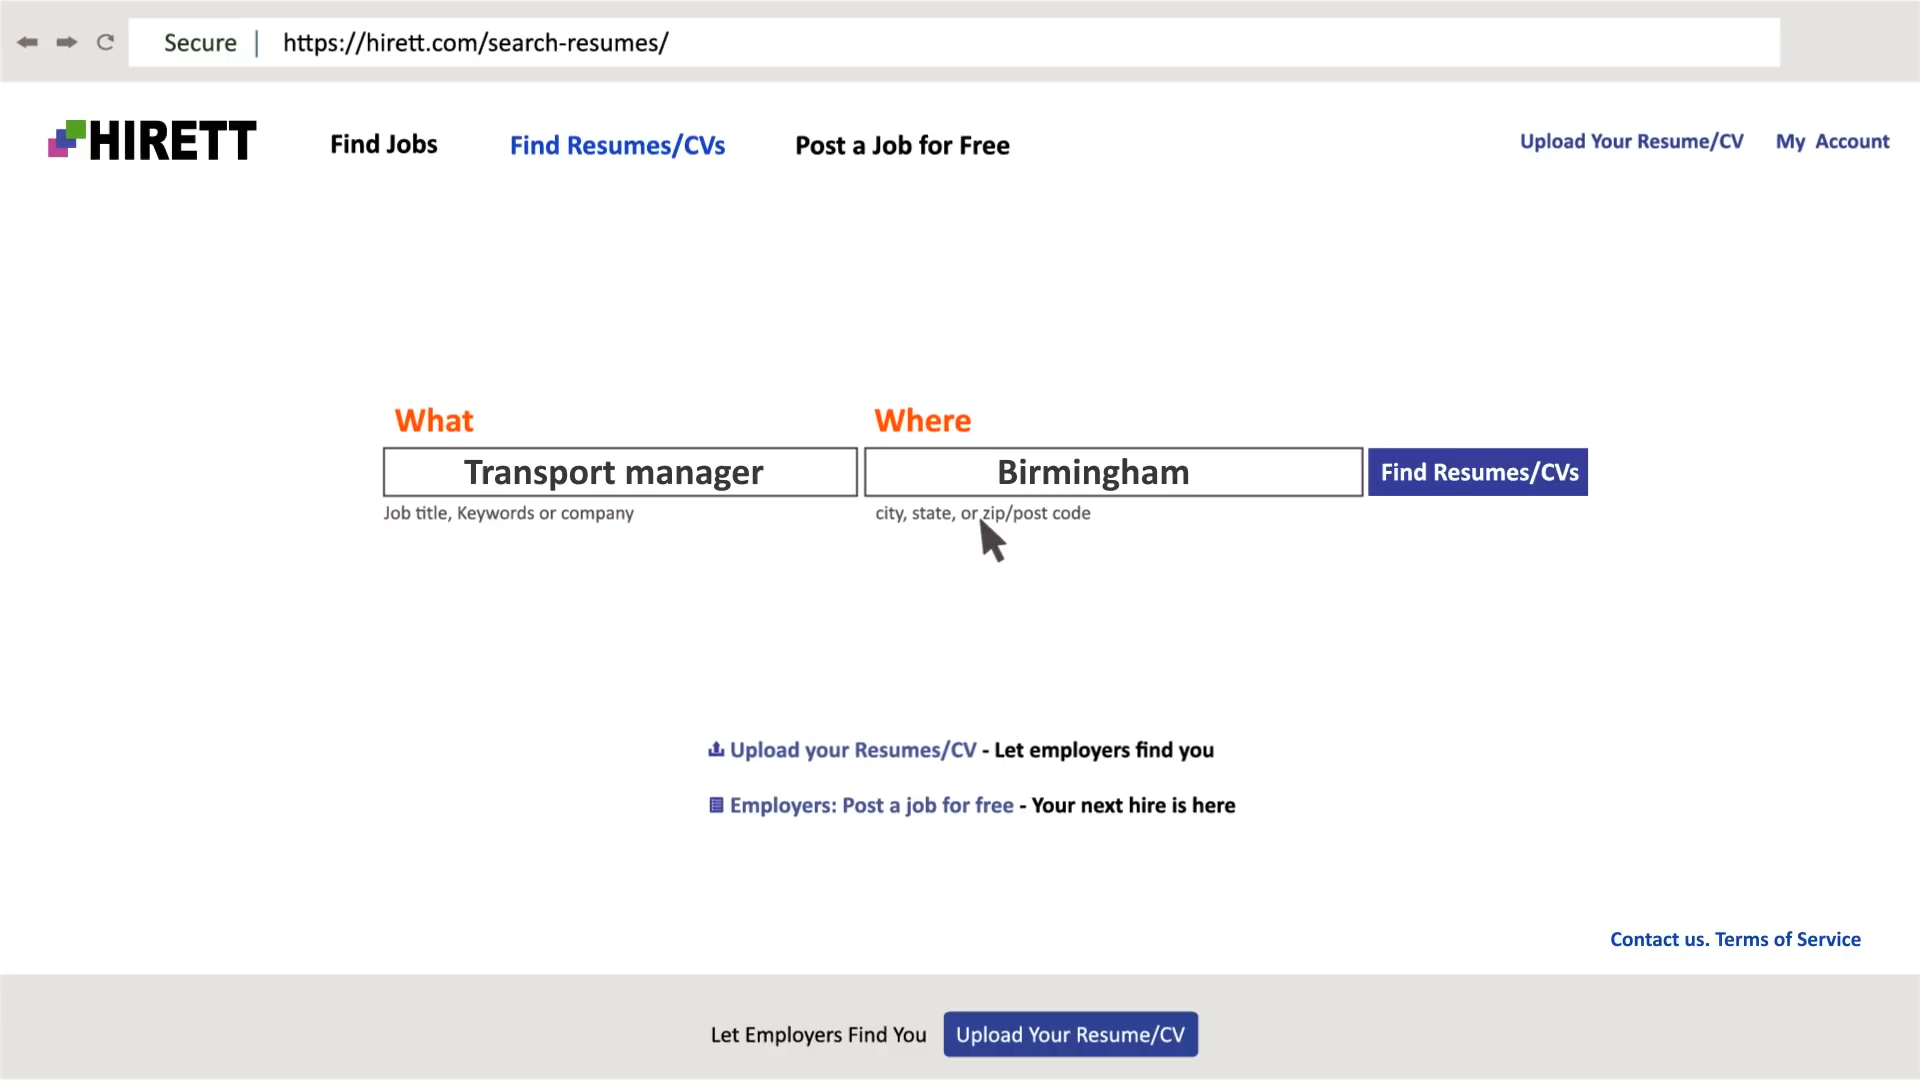 Secure | https://hirett.com/search-resumes/
HIRETT Find Jobs Find Resumes/CVs Post a Job for Free Upload Your Resume/CV My Account
What Where
Transport manager Birmingham Find Resumes/CVs
Job title, Keywords or company city, state, or zip/post code
Upload your Resumes/CV - Let employers find you
Employers: Post a job for free - Your next hire is here
Contact us. Terms of Service
Let Employers Find You Upload Your Resume/CV